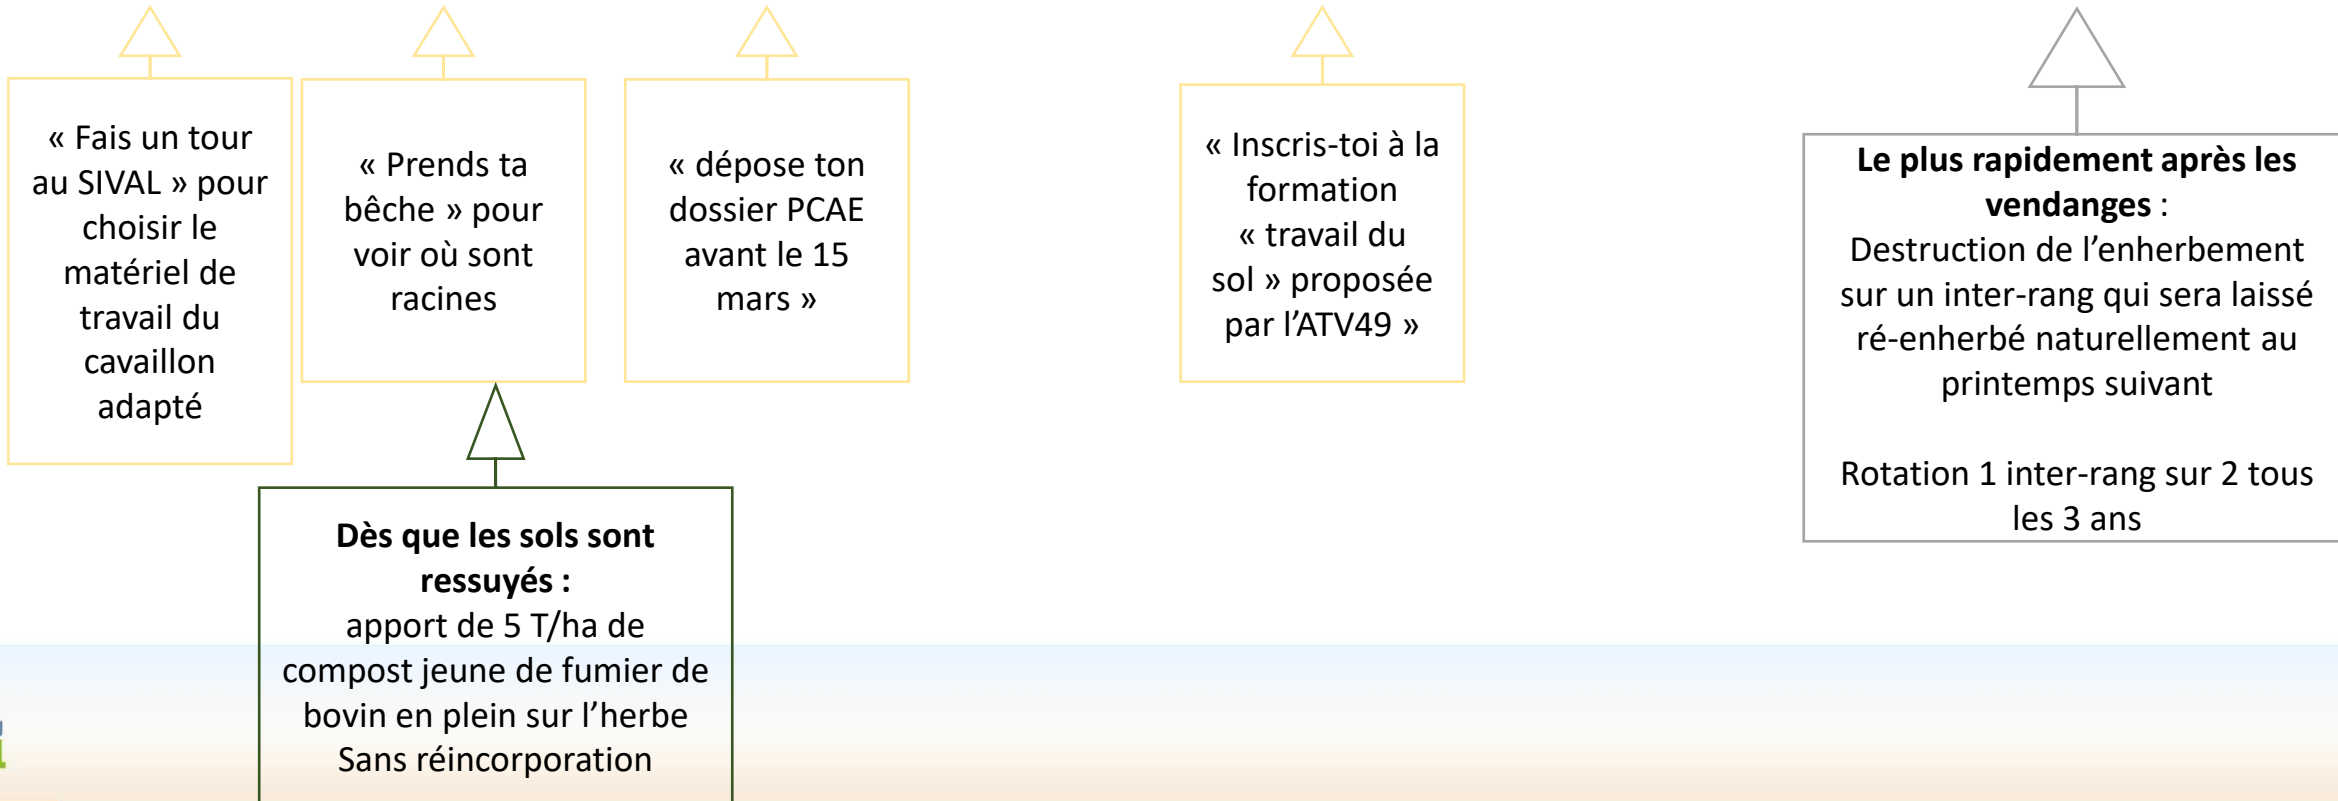 « Fais un tour
au SIVAL » pour
choisir le
matériel de
travail du
cavaillon
adapté
« Prends ta
bêche » pour
voir où sont
racines
« dépose ton
dossier PCAE
avant le 15
mars »
« Inscris-toi à la
formation
« travail du
sol » proposée
par l’ATV49 »
Le plus rapidement après les
vendanges :
Destruction de l’enherbement
sur un inter-rang qui sera laissé
ré-enherbé naturellement au
printemps suivant
Rotation 1 inter-rang sur 2 tous
les 3 ans
Dès que les sols sont
ressuyés :
apport de 5 T/ha de
compost jeune de fumier de
bovin en plein sur l’herbe
Sans réincorporation